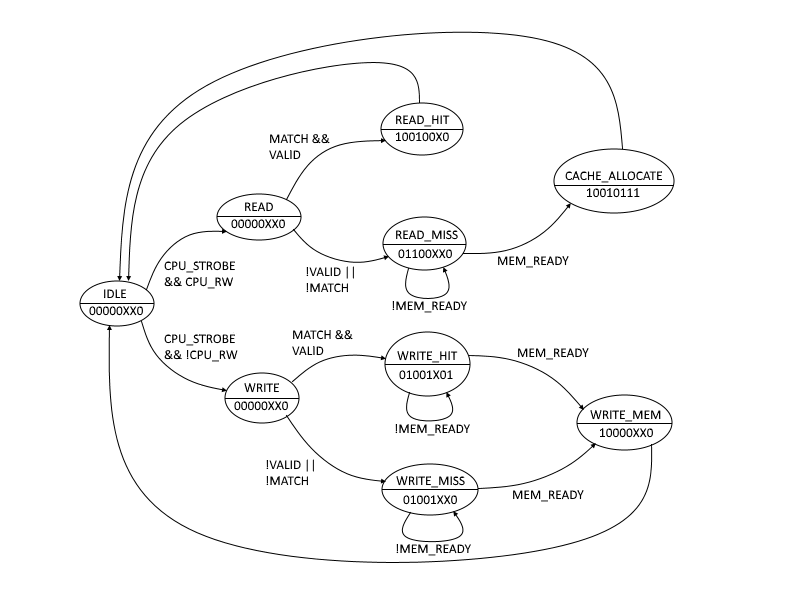 READ_HIT
100100X0
MATCH &&
VALID
CACHE_ALLOCATE
10010111
READ
00000XX0
READ_MISS
01100XX0
MEM_READY
!VALID ||
!MATCH
CPU_STROBE
&& CPU_RW
!MEM_READY
IDLE
00000XX0
CPU_STROBE
&& !CPU_RW
MATCH &&
VALID
WRITE_HIT
01001X01
MEM_READY
WRITE
00000XX0
!MEM_READY
WRITE_MEM
10000XX0
!VALID ||
!MATCH
WRITE_MISS
01001XX0
MEM_READY
!MEM_READY